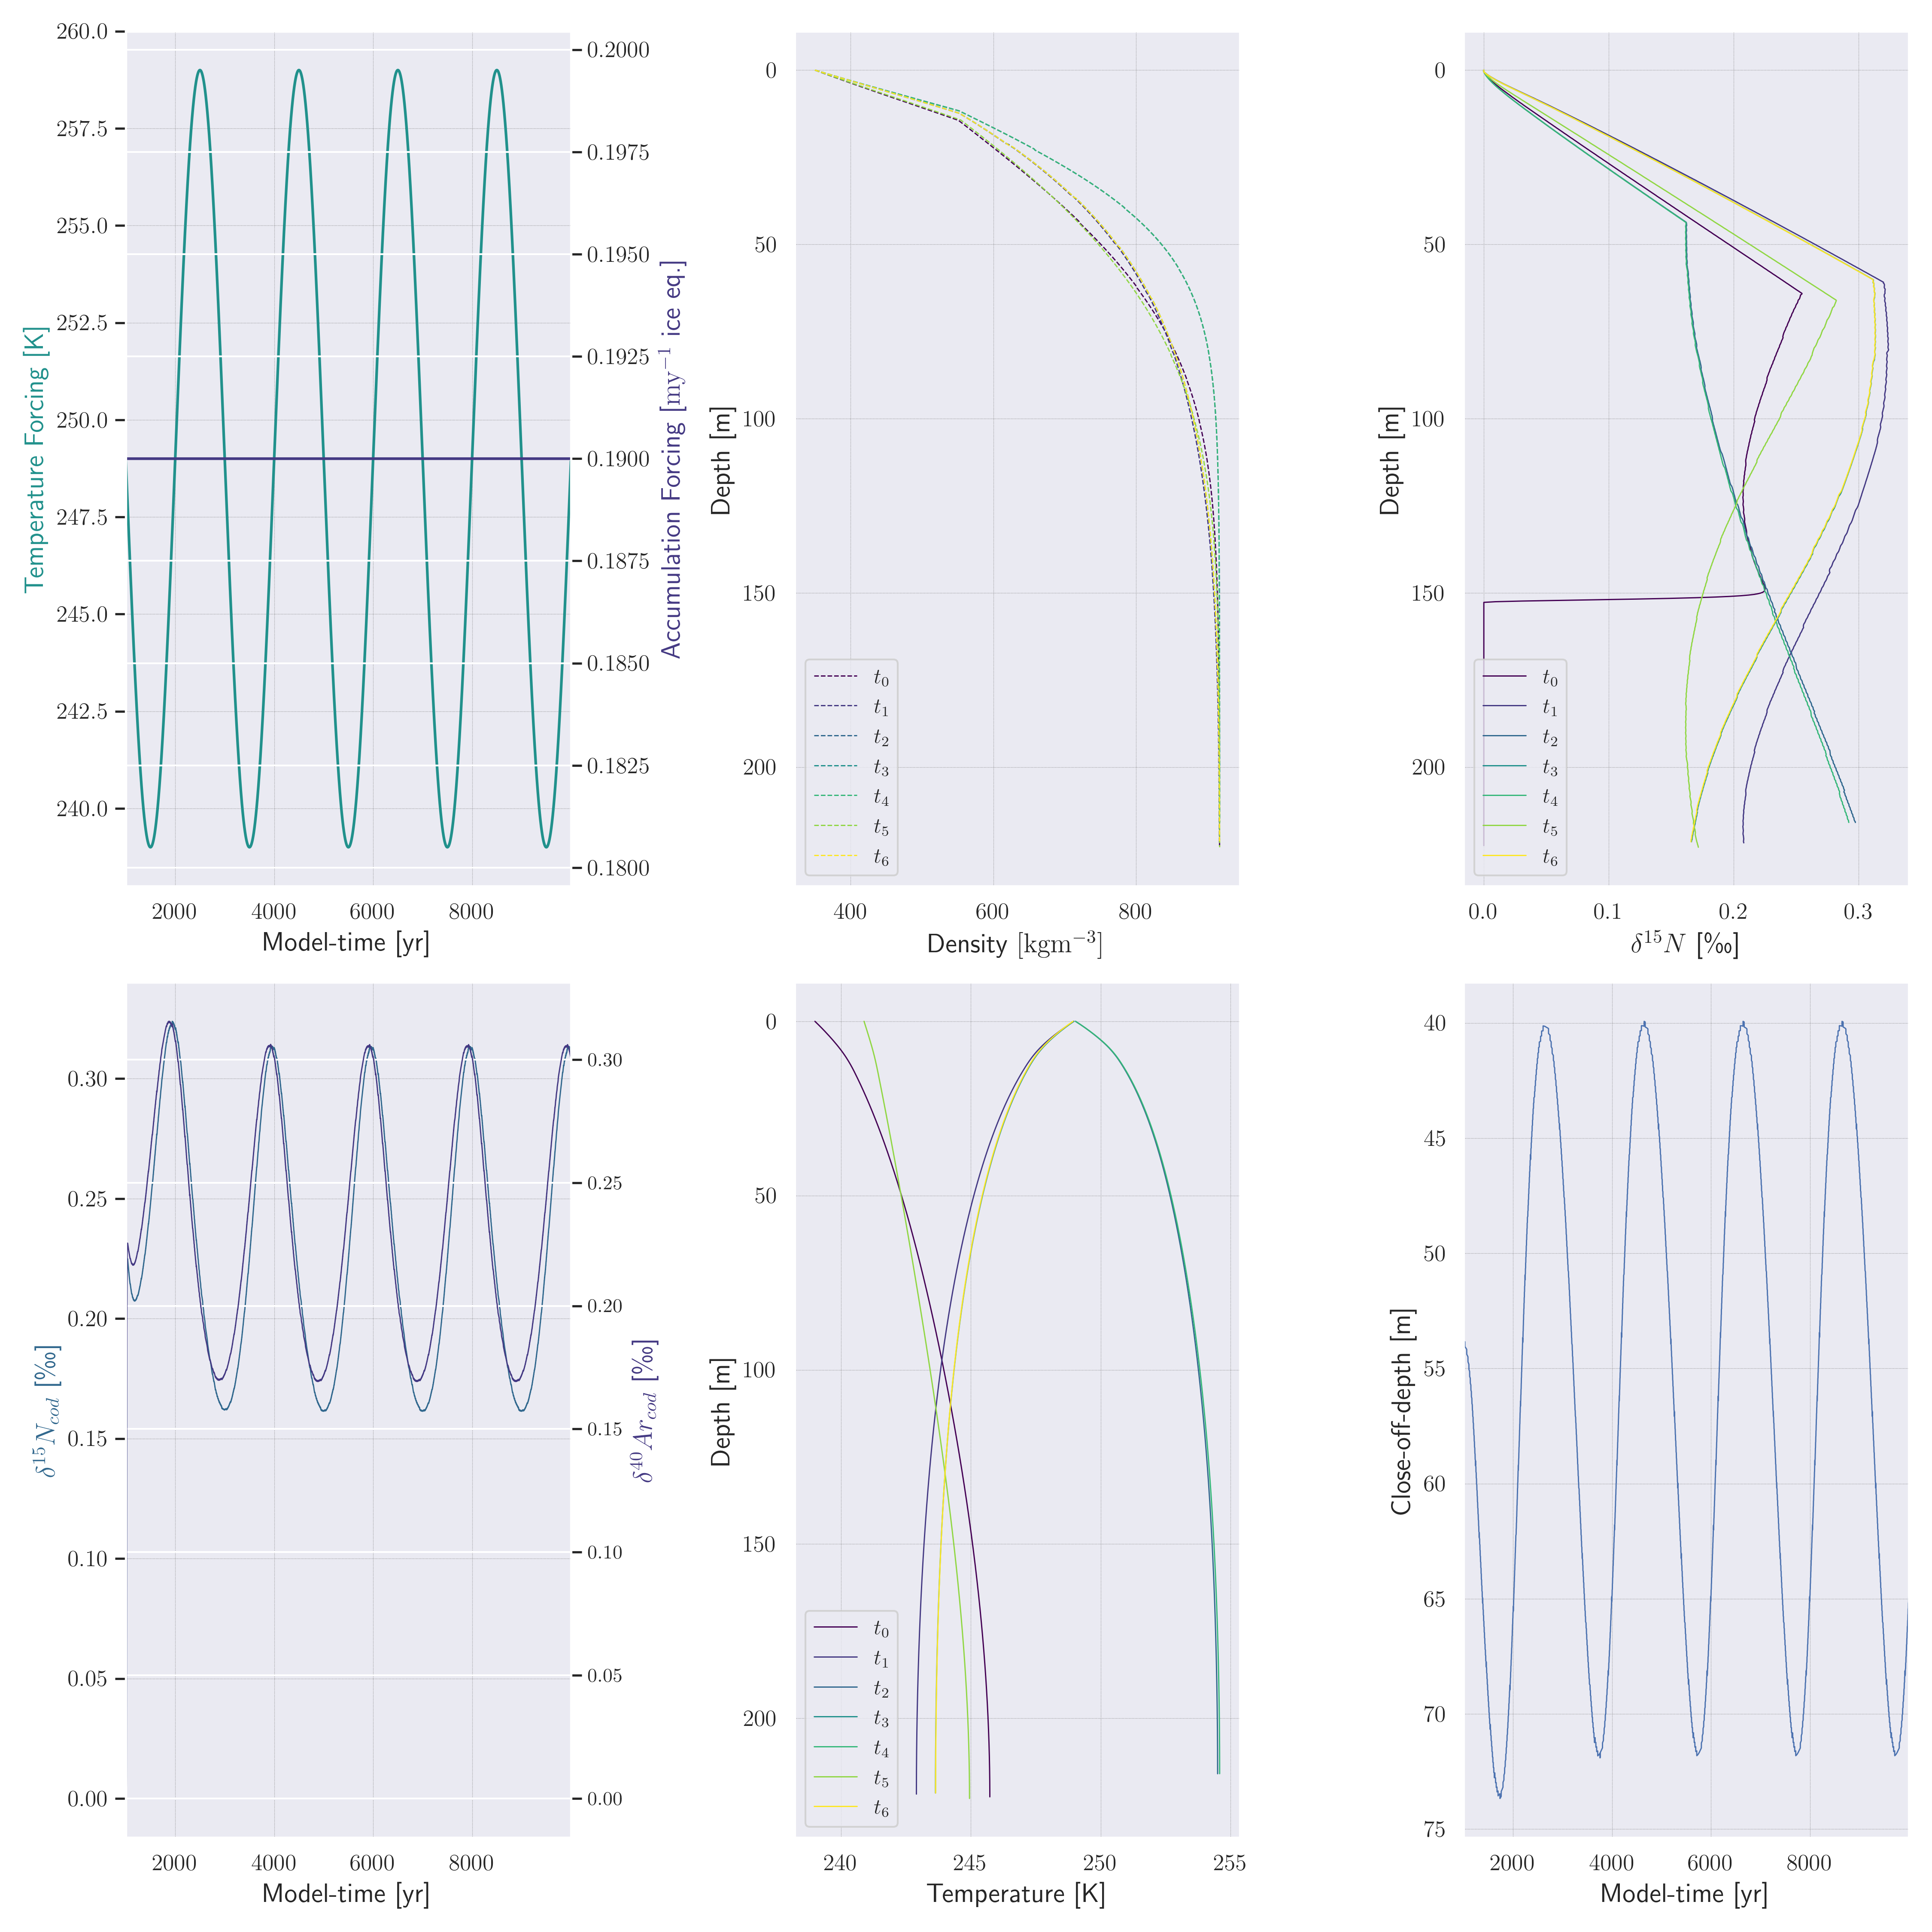 260.0
257.5
255.0
252.5
250.0
247.5
245.0
242.5
240.0
Temperature Forcing [K]
0.2000
0.1975
0.1950
0.1925
0.1900
0.1875
0.1850
0.1825
0.1800
Accumulation Forcing [my⁻¹ ice eq.]
2000 4000 6000 8000
Model-time [yr]
0
50
100
150
200
Depth [m]
t₀
t₁
t₂
t₃
t₄
t₅
t₆
400 600 800
Density [kgm⁻³]
0
50
100
150
200
Depth [m]
t₀
t₁
t₂
t₃
t₄
t₅
t₆
0.0 0.1 0.2 0.3
δ¹⁵N [‰]
0.30
0.25
0.20
0.15
0.10
0.05
0.00
δ¹⁵N_cod [‰]
0.30
0.25
0.20
0.15
0.10
0.05
0.00
δ⁴⁰Ar_cod [‰]
2000 4000 6000 8000
Model-time [yr]
0
50
100
150
200
Depth [m]
t₀
t₁
t₂
t₃
t₄
t₅
t₆
240 245 250 255
Temperature [K]
40
45
50
55
60
65
70
75
Close-off-depth [m]
2000 4000 6000 8000
Model-time [yr]